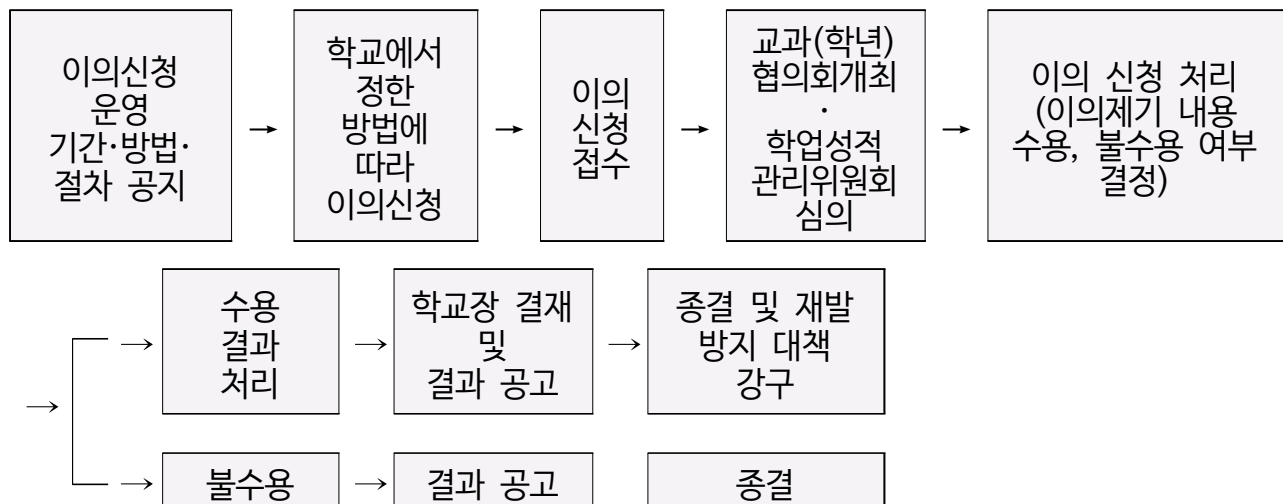 이의신청
운영
기간·방법·
절차 공지
→
학교에서
정한
방법에
따라
이의신청
→
이의
신청
접수
→
교과(학년)
협의회개최
·
학업성적
관리위원회
심의
→
이의 신청 처리
(이의제기 내용
수용, 불수용 여부
결정)
→
→
수용
결과
처리
→
학교장 결재
및
결과 공고
→
종결 및 재발
방지 대책
강구
→
불수용
→
결과 공고
종결